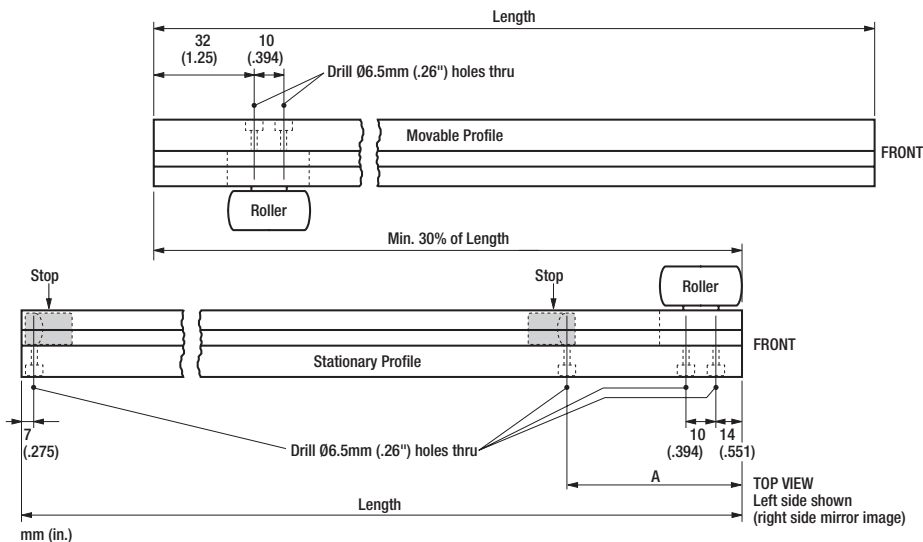 Length
32
(1.25)
10
(.394)
Drill Ø6.5mm (.26") holes thru
Movable Profile
FRONT
Roller
Min. 30% of Length
Stop
Stop
Roller
FRONT
Stationary Profile
7
(.275)
Drill Ø6.5mm (.26") holes thru
10
(.394)
14
(.551)
A
TOP VIEW
Left side shown
(right side mirror image)
Length
mm (in.)